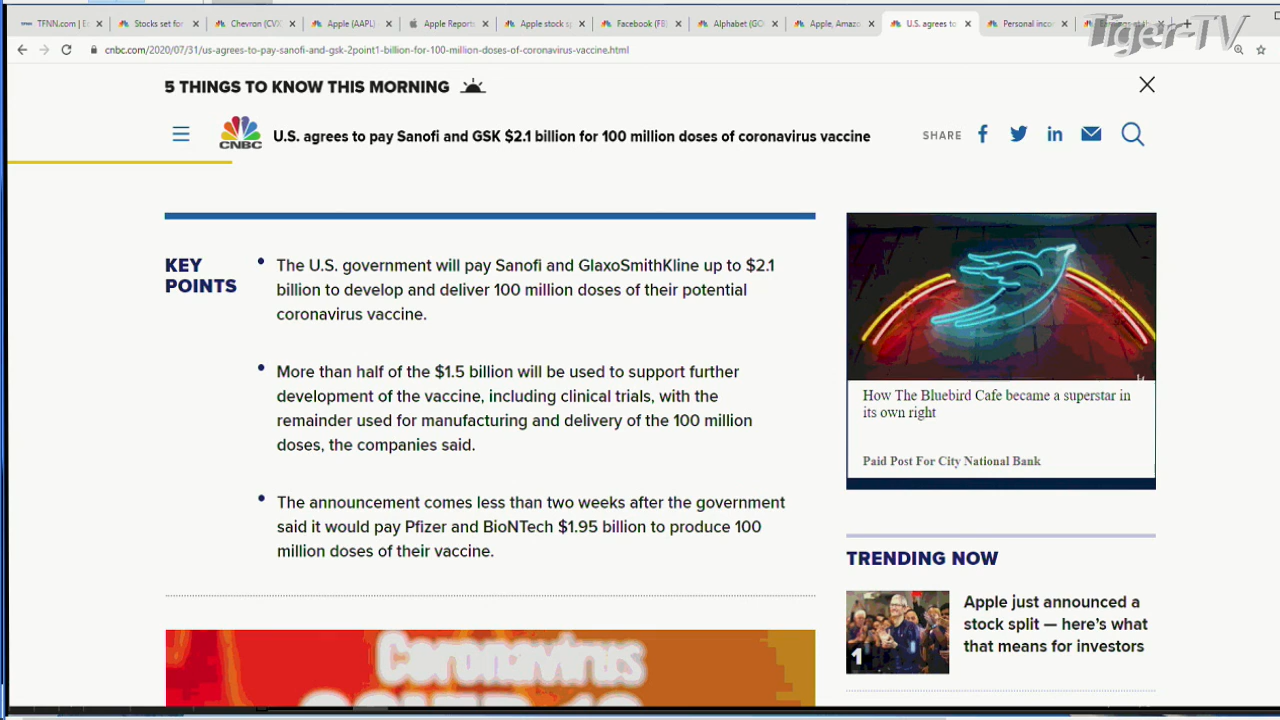 TFNN.com | Ed
Stocks set for
Chevron (CVX)
Apple (AAPL)
Apple Reports
Apple stock sp
Facebook (FB)
Alphabet (GO
Apple, Amazo
U.S. agrees to
Personal inco
Tiger-TV
cnbc.com/2020/07/31/us-agrees-to-pay-sanofi-and-gsk-2point1-billion-for-100-million-doses-of-coronavirus-vaccine.html
5 THINGS TO KNOW THIS MORNING
CNBC
U.S. agrees to pay Sanofi and GSK $2.1 billion for 100 million doses of coronavirus vaccine
SHARE
KEY
POINTS
The U.S. government will pay Sanofi and GlaxoSmithKline up to $2.1
billion to develop and deliver 100 million doses of their potential
coronavirus vaccine.
More than half of the $1.5 billion will be used to support further
development of the vaccine, including clinical trials, with the
remainder used for manufacturing and delivery of the 100 million
doses, the companies said.
The announcement comes less than two weeks after the government
said it would pay Pfizer and BioNTech $1.95 billion to produce 100
million doses of their vaccine.
Coronavirus
How The Bluebird Cafe became a superstar in
its own right
Paid Post For City National Bank
TRENDING NOW
1
Apple just announced a
stock split — here's what
that means for investors